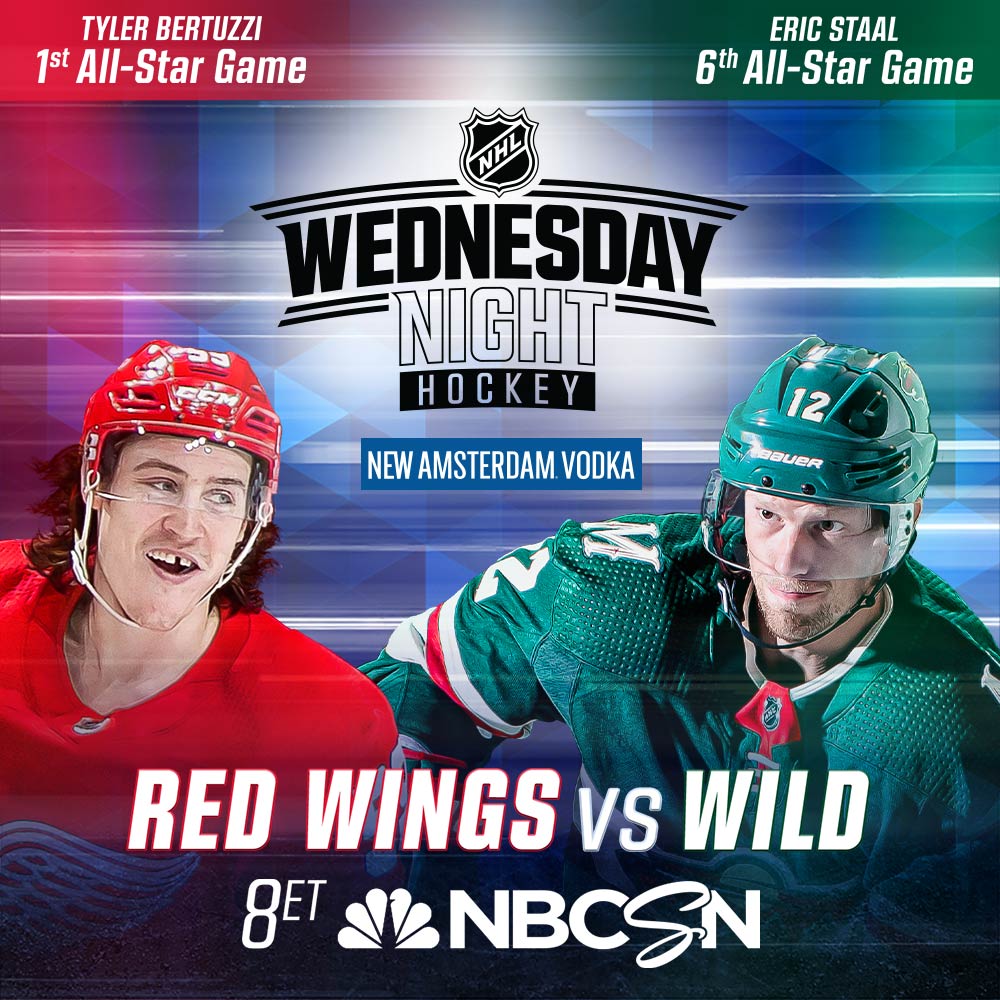 TYLER BERTUZZI
1st All-Star Game
ERIC STAAL
6th All-Star Game
NHL
WEDNESDAY
NIGHT
HOCKEY
NEW AMSTERDAM VODKA
CCM
12
BAUER
M
12
RED WINGS VS WILD
8ET NBCSN